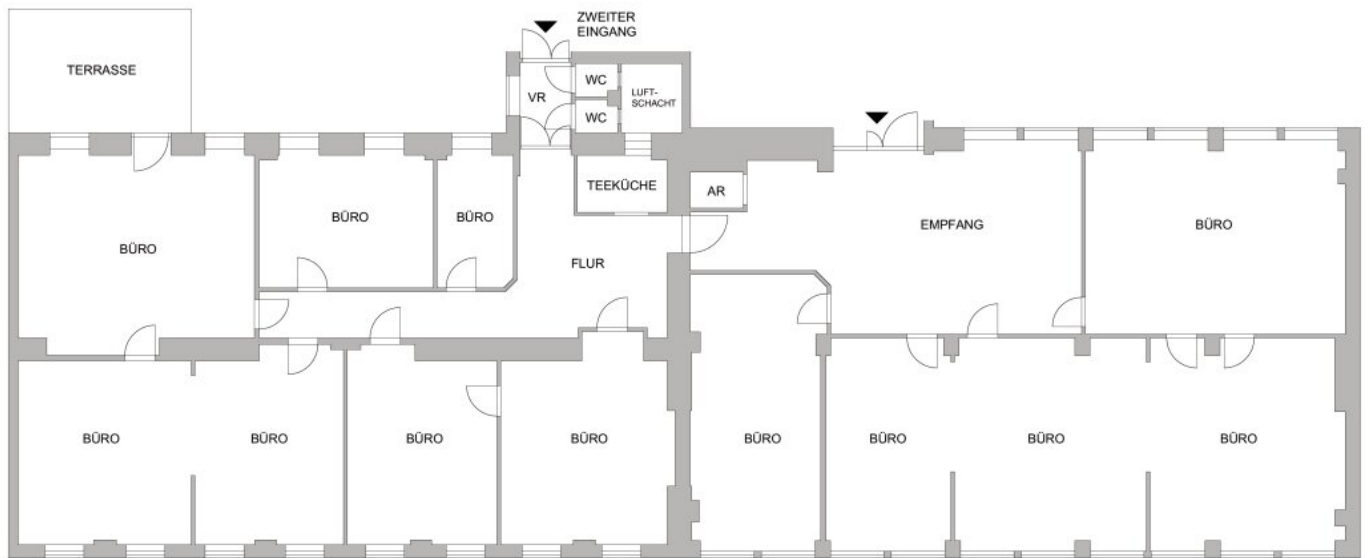 ZWEITER
EINGANG
TERRASSE
WC
VR
LUFT-
SCHACHT
WC
TEEKÜCHE
AR
BÜRO
BÜRO
BÜRO
EMPFANG
BÜRO
FLUR
BÜRO
BÜRO
BÜRO
BÜRO
BÜRO
BÜRO
BÜRO
BÜRO